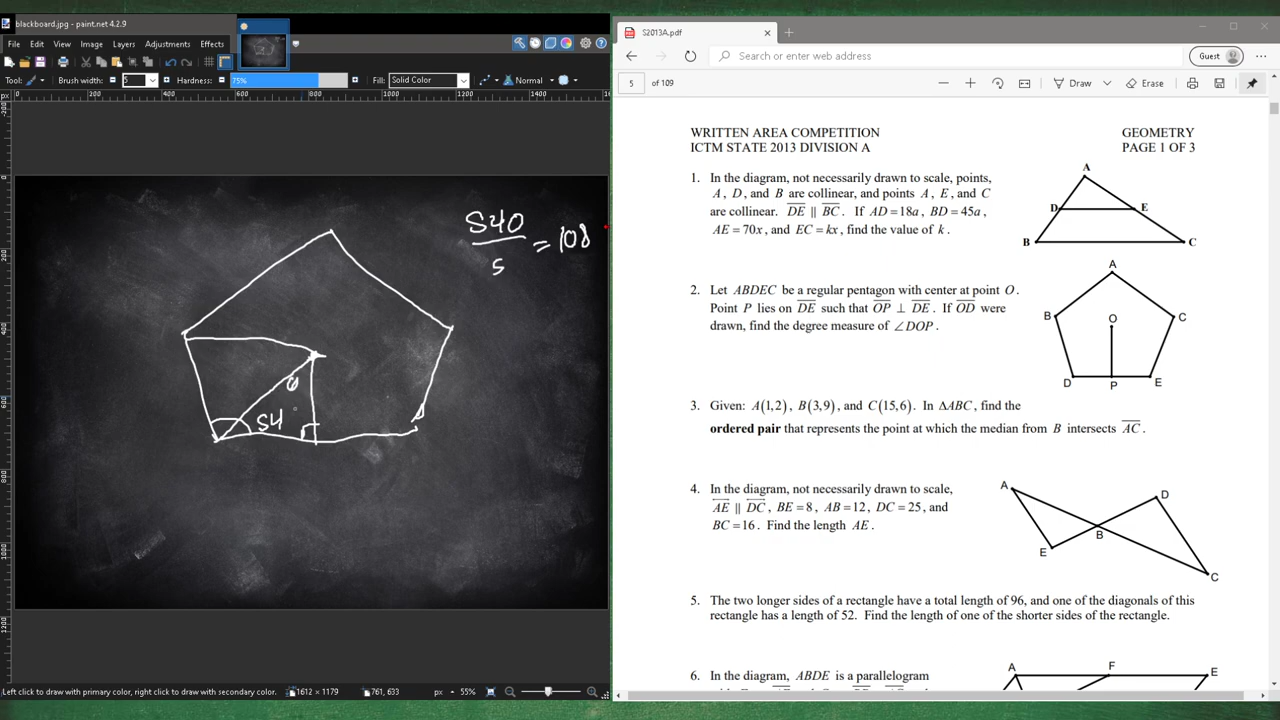 blackboard.jpg - paint.net 4.2.9
File Edit View Image Layers Adjustments Effects
Tool: Brush width: 5 Hardness: 75% Fill: Solid Color Normal
px 0 200 400 600 800 1000 1200 1400
540
5
= 108
θ
54
Left click to draw with primary color, right click to draw with secondary color. 1612 × 1179 761, 633 px 55%
S2013A.pdf
Search or enter web address
Guest
5 of 109
Draw Erase
WRITTEN AREA COMPETITION GEOMETRY
ICTM STATE 2013 DIVISION A PAGE 1 OF 3
1. In the diagram, not necessarily drawn to scale, points,
A, D, and B are collinear, and points A, E, and C
are collinear. DE ∥ BC. If AD = 18a, BD = 45a,
AE = 70x, and EC = kx, find the value of k.
A
D
E
B
C
2. Let ABDEC be a regular pentagon with center at point O.
Point P lies on DE such that OP ⊥ DE. If OD were
drawn, find the degree measure of ∠DOP.
A
B
O
C
D
P
E
3. Given: A(1,2), B(3,9), and C(15,6). In ΔABC, find the
ordered pair that represents the point at which the median from B intersects AC.
4. In the diagram, not necessarily drawn to scale,
AE ∥ DC, BE = 8, AB = 12, DC = 25, and
BC = 16. Find the length AE.
A
D
B
E
C
5. The two longer sides of a rectangle have a total length of 96, and one of the diagonals of this
rectangle has a length of 52. Find the length of one of the shorter sides of the rectangle.
6. In the diagram, ABDE is a parallelogram
A
F
E